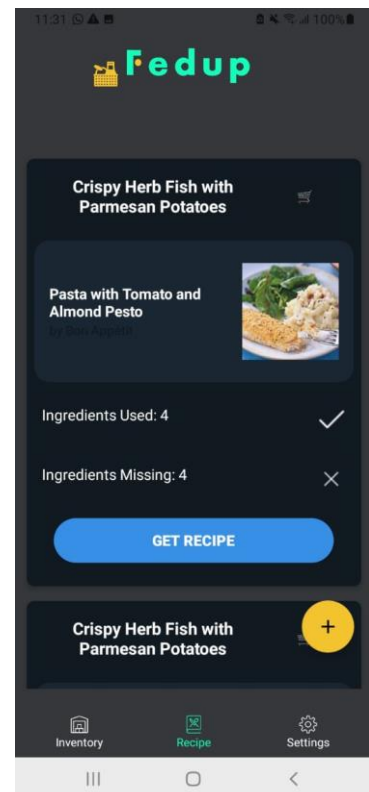 11:31
100%
Fedup
Crispy Herb Fish with
Parmesan Potatoes
Pasta with Tomato and
Almond Pesto
by Bon Appetit
Ingredients Used: 4
Ingredients Missing: 4
GET RECIPE
Crispy Herb Fish with
Parmesan Potatoes
+
Inventory
Recipe
Settings